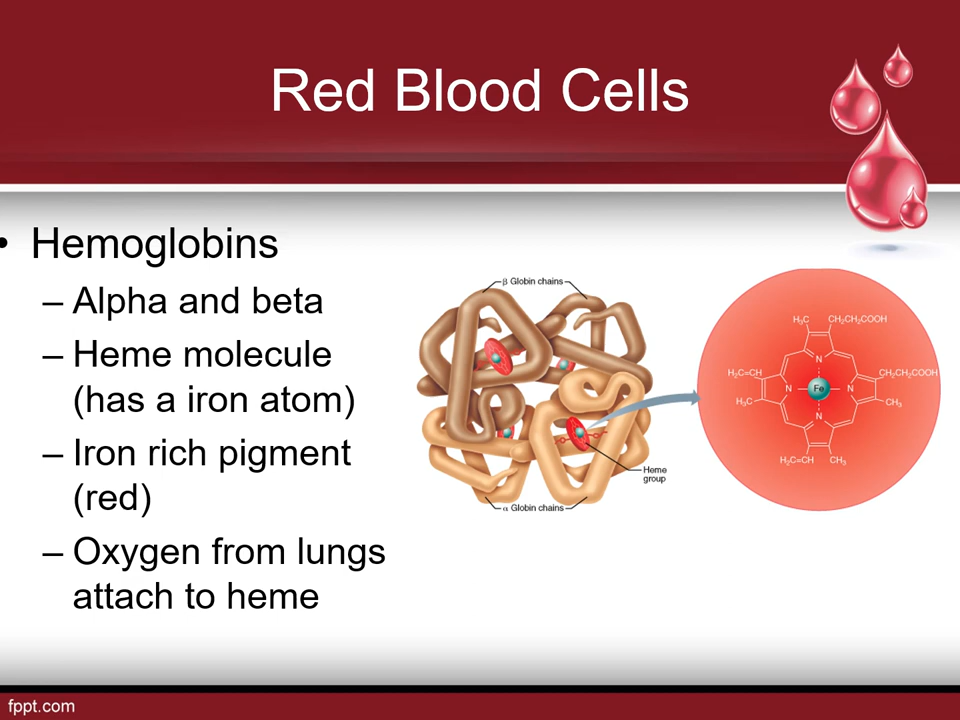 Red Blood Cells
• Hemoglobins
– Alpha and beta
– Heme molecule
(has a iron atom)
– Iron rich pigment
(red)
– Oxygen from lungs
attach to heme
β Globin chains
Heme
group
α Globin chains
H₃C CH₂CH₂COOH
H₂C=CH N CH₂CH₂COOH
N Fe N
H₃C N CH₃
H₂C=CH CH₃
fppt.com